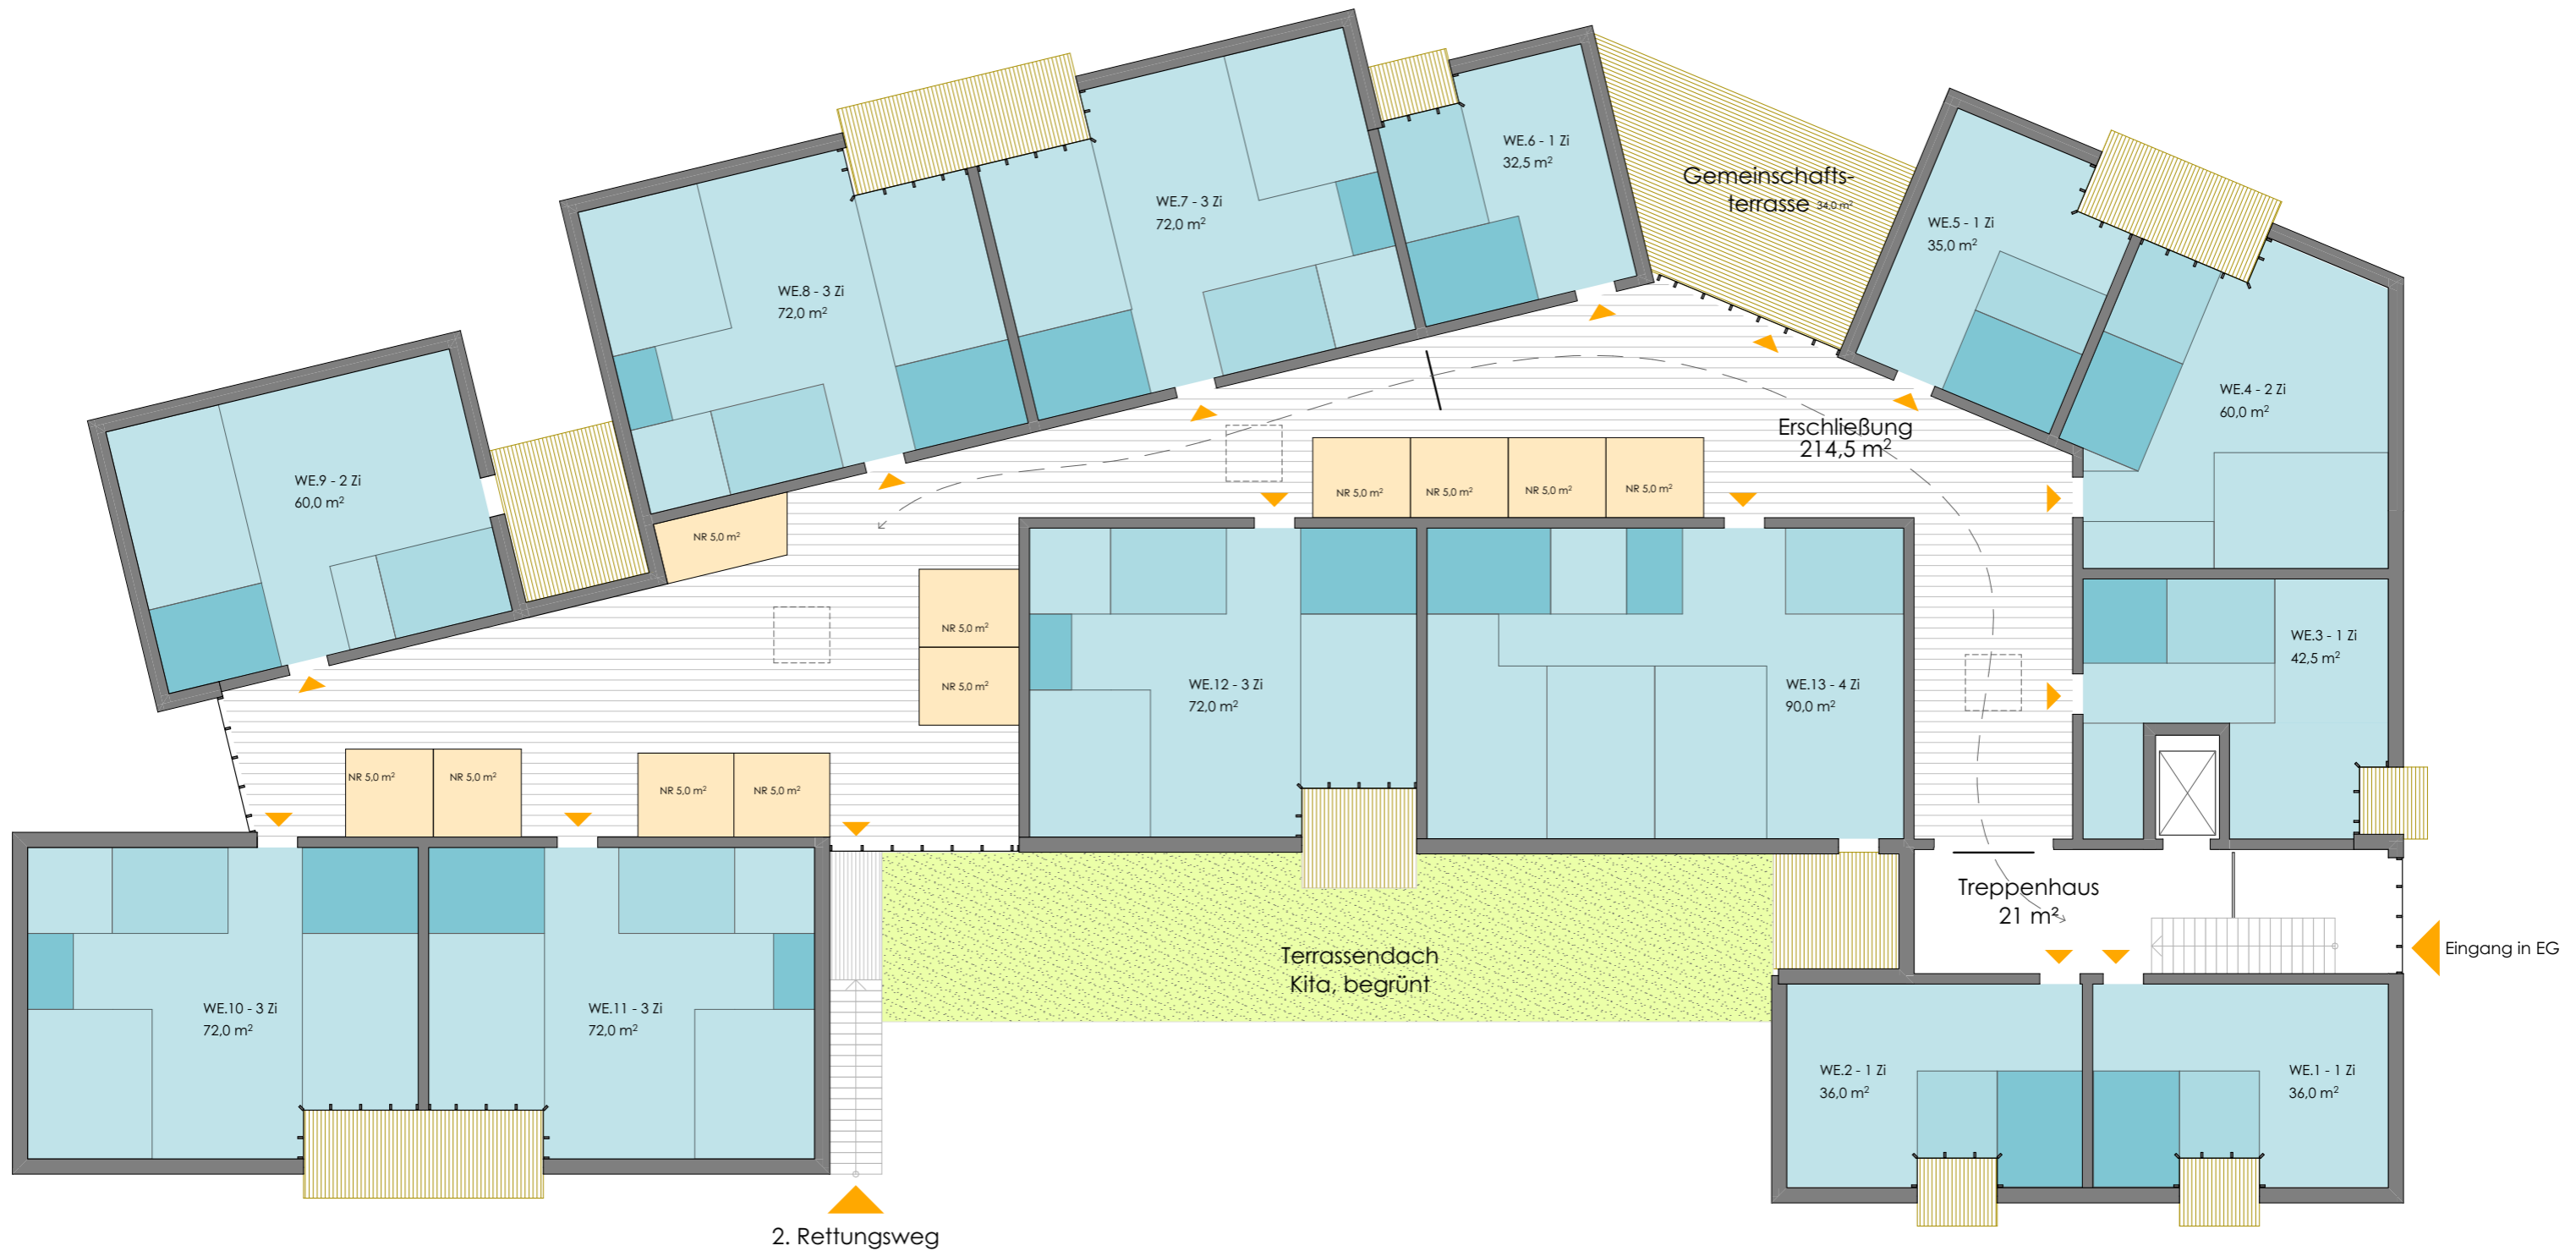 WE.6 - 1 Zi
32,5 m²
Gemeinschafts-
terrasse 34,0 m²
WE.7 - 3 Zi
72,0 m²
WE.5 - 1 Zi
35,0 m²
WE.8 - 3 Zi
72,0 m²
WE.4 - 2 Zi
60,0 m²
Erschließung
214,5 m²
WE.9 - 2 Zi
60,0 m²
NR 5,0 m²
NR 5,0 m²
NR 5,0 m²
NR 5,0 m²
NR 5,0 m²
NR 5,0 m²
NR 5,0 m²
WE.3 - 1 Zi
42,5 m²
WE.12 - 3 Zi
72,0 m²
WE.13 - 4 Zi
90,0 m²
NR 5,0 m²
NR 5,0 m²
NR 5,0 m²
NR 5,0 m²
Treppenhaus
21 m²
Eingang in EG
Terrassendach
Kita, begrünt
WE.10 - 3 Zi
72,0 m²
WE.11 - 3 Zi
72,0 m²
WE.2 - 1 Zi
36,0 m²
WE.1 - 1 Zi
36,0 m²
2. Rettungsweg